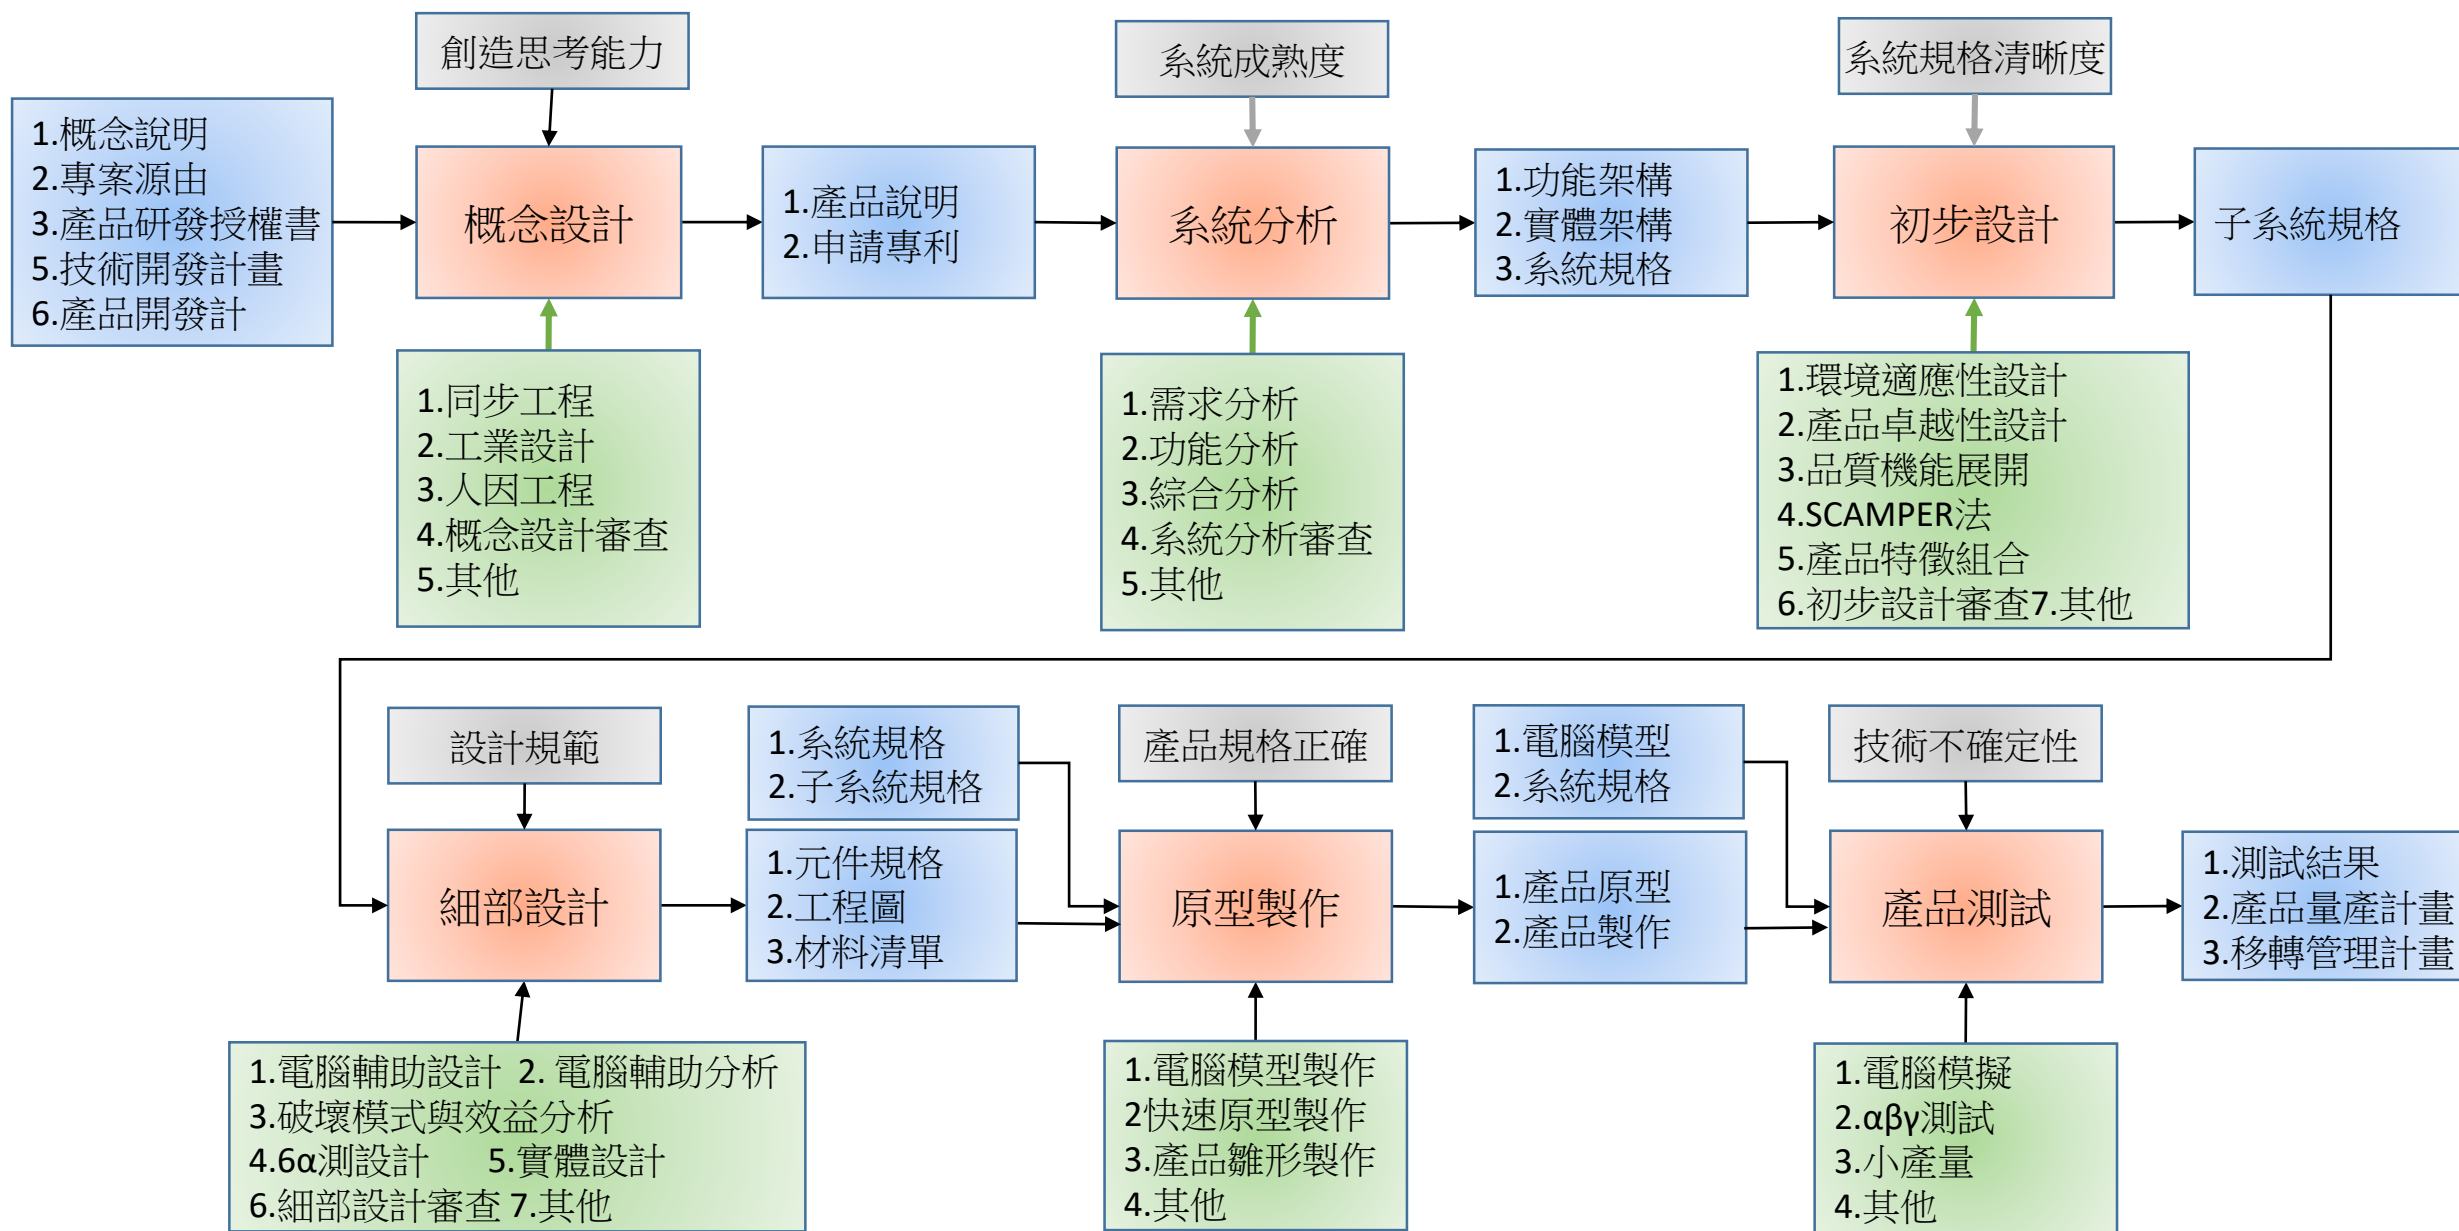 創造思考能力
系統成熟度
系統規格清晰度
1.概念說明
2.專案源由
3.產品研發授權書
5.技術開發計畫
6.產品開發計
概念設計
1.產品說明
2.申請專利
系統分析
1.功能架構
2.實體架構
3.系統規格
初步設計
子系統規格
1.同步工程
2.工業設計
3.人因工程
4.概念設計審查
5.其他
1.需求分析
2.功能分析
3.綜合分析
4.系統分析審查
5.其他
1.環境適應性設計
2.產品卓越性設計
3.品質機能展開
4.SCAMPER法
5.產品特徵組合
6.初步設計審查7.其他
設計規範
1.系統規格
2.子系統規格
產品規格正確
1.電腦模型
2.系統規格
技術不確定性
細部設計
1.元件規格
2.工程圖
3.材料清單
原型製作
1.產品原型
2.產品製作
產品測試
1.測試結果
2.產品量產計畫
3.移轉管理計畫
1.電腦輔助設計 2. 電腦輔助分析
3.破壞模式與效益分析
4.6α測設計 5.實體設計
6.細部設計審查 7.其他
1.電腦模型製作
2快速原型製作
3.產品雛形製作
4.其他
1.電腦模擬
2.αβγ測試
3.小產量
4.其他